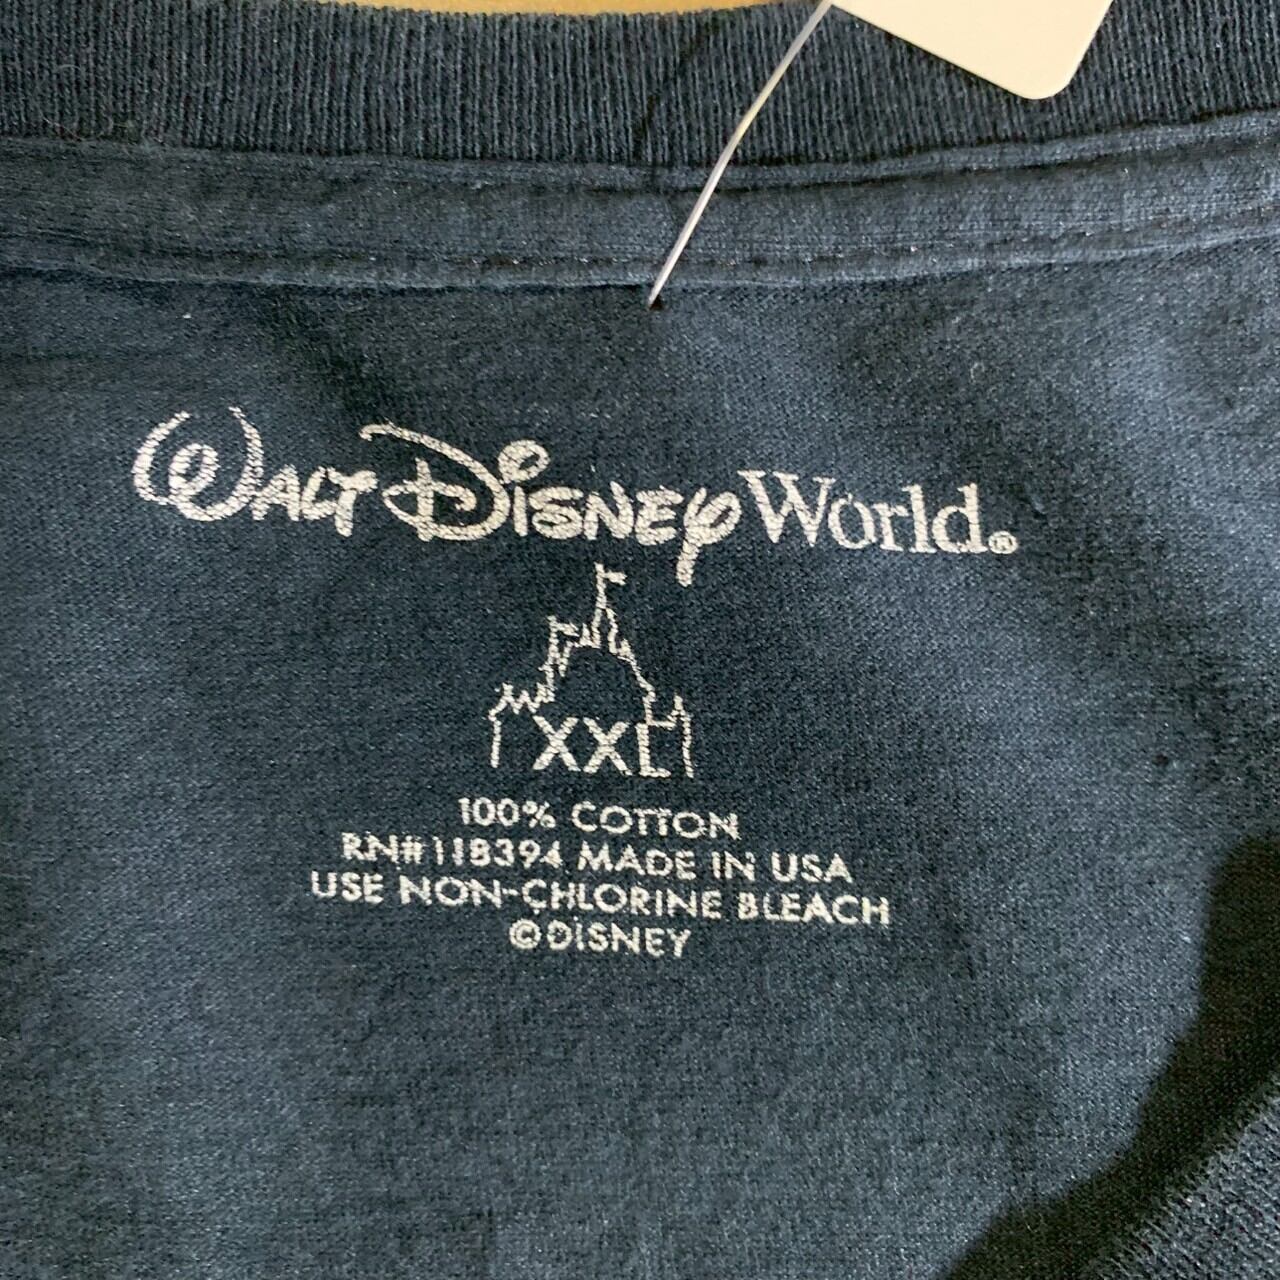 WALT DISNEY World®
XXL
100% COTTON
RN#118394 MADE IN USA
USE NON-CHLORINE BLEACH
©DISNEY